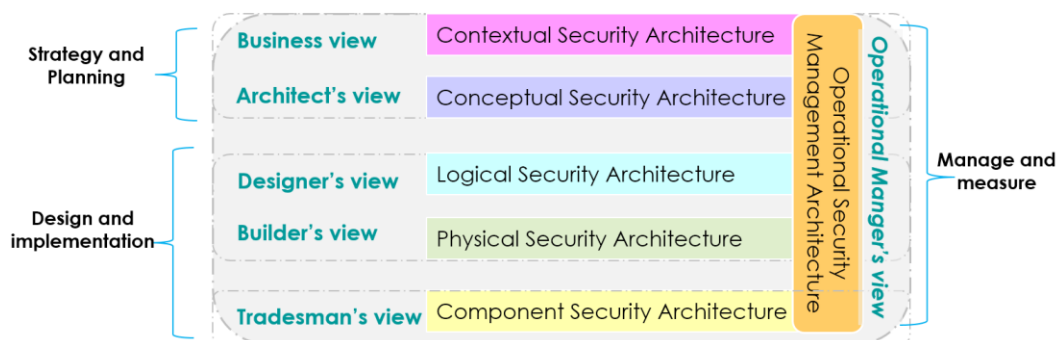 Strategy and
Planning
Business view
Contextual Security Architecture
Architect's view
Conceptual Security Architecture
Design and
implementation
Designer's view
Logical Security Architecture
Builder's view
Physical Security Architecture
Tradesman's view
Component Security Architecture
Operational Security
Management Architecture
Operational Manger's view
Manage and
measure